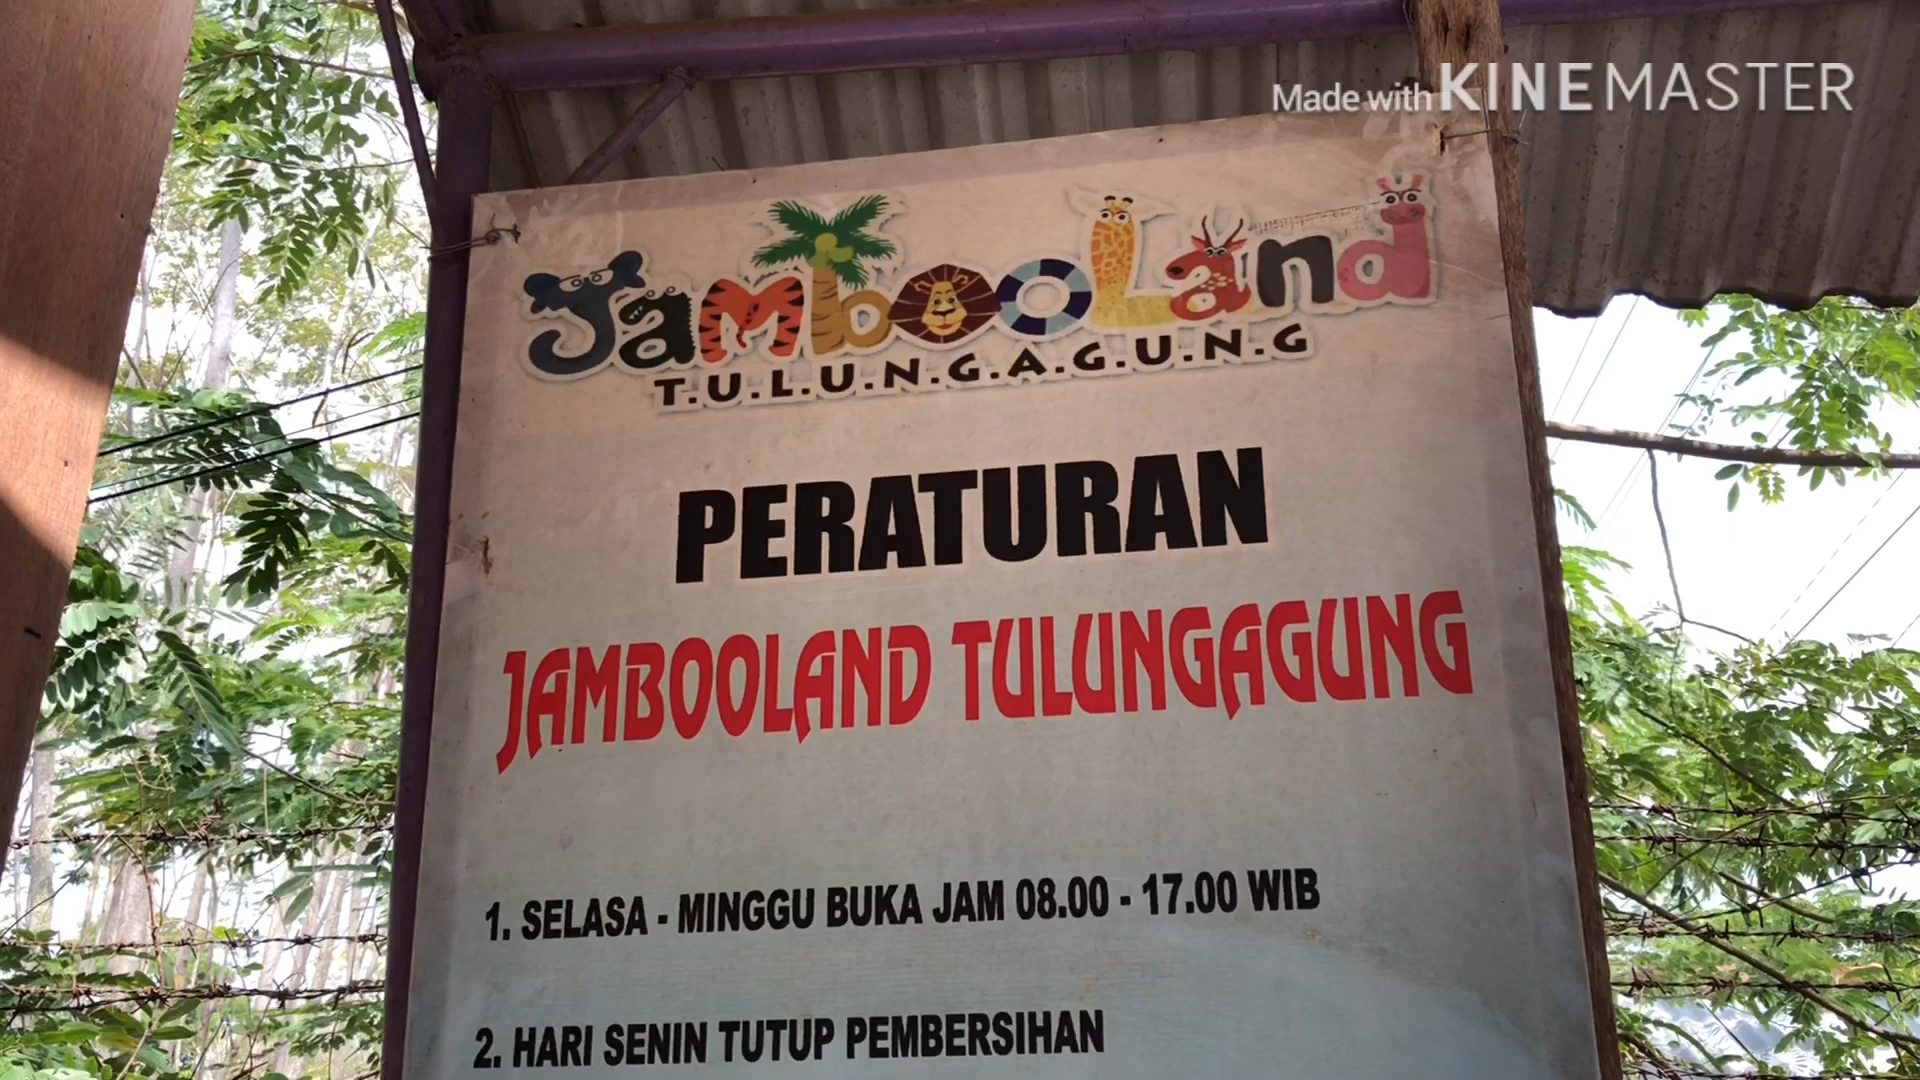 Made with KINEMASTER
JambooLand
T.U.L.U.N.G.A.G.U.N.G
PERATURAN
JAMBOOLAND TULUNGAGUNG
1. SELASA - MINGGU BUKA JAM 08.00 - 17.00 WIB
2. HARI SENIN TUTUP PEMBERSIHAN